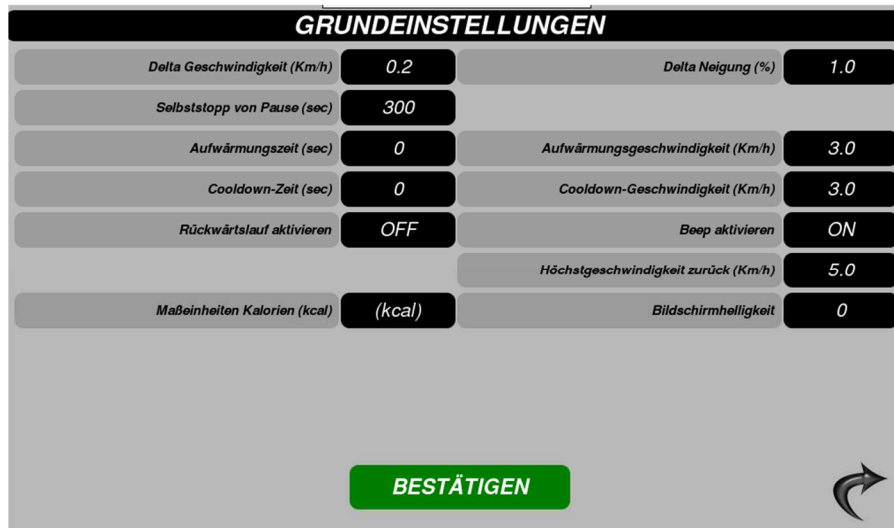 GRUNDEINSTELLUNGEN
Delta Geschwindigkeit (Km/h) 0.2 Delta Neigung (%) 1.0
Selbststopp von Pause (sec) 300
Aufwärmungszeit (sec) 0 Aufwärmungsgeschwindigkeit (Km/h) 3.0
Cooldown-Zeit (sec) 0 Cooldown-Geschwindigkeit (Km/h) 3.0
Rückwärtslauf aktivieren OFF Beep aktivieren ON
Höchstgeschwindigkeit zurück (Km/h) 5.0
Maßeinheiten Kalorien (kcal) (kcal) Bildschirmhelligkeit 0
BESTÄTIGEN